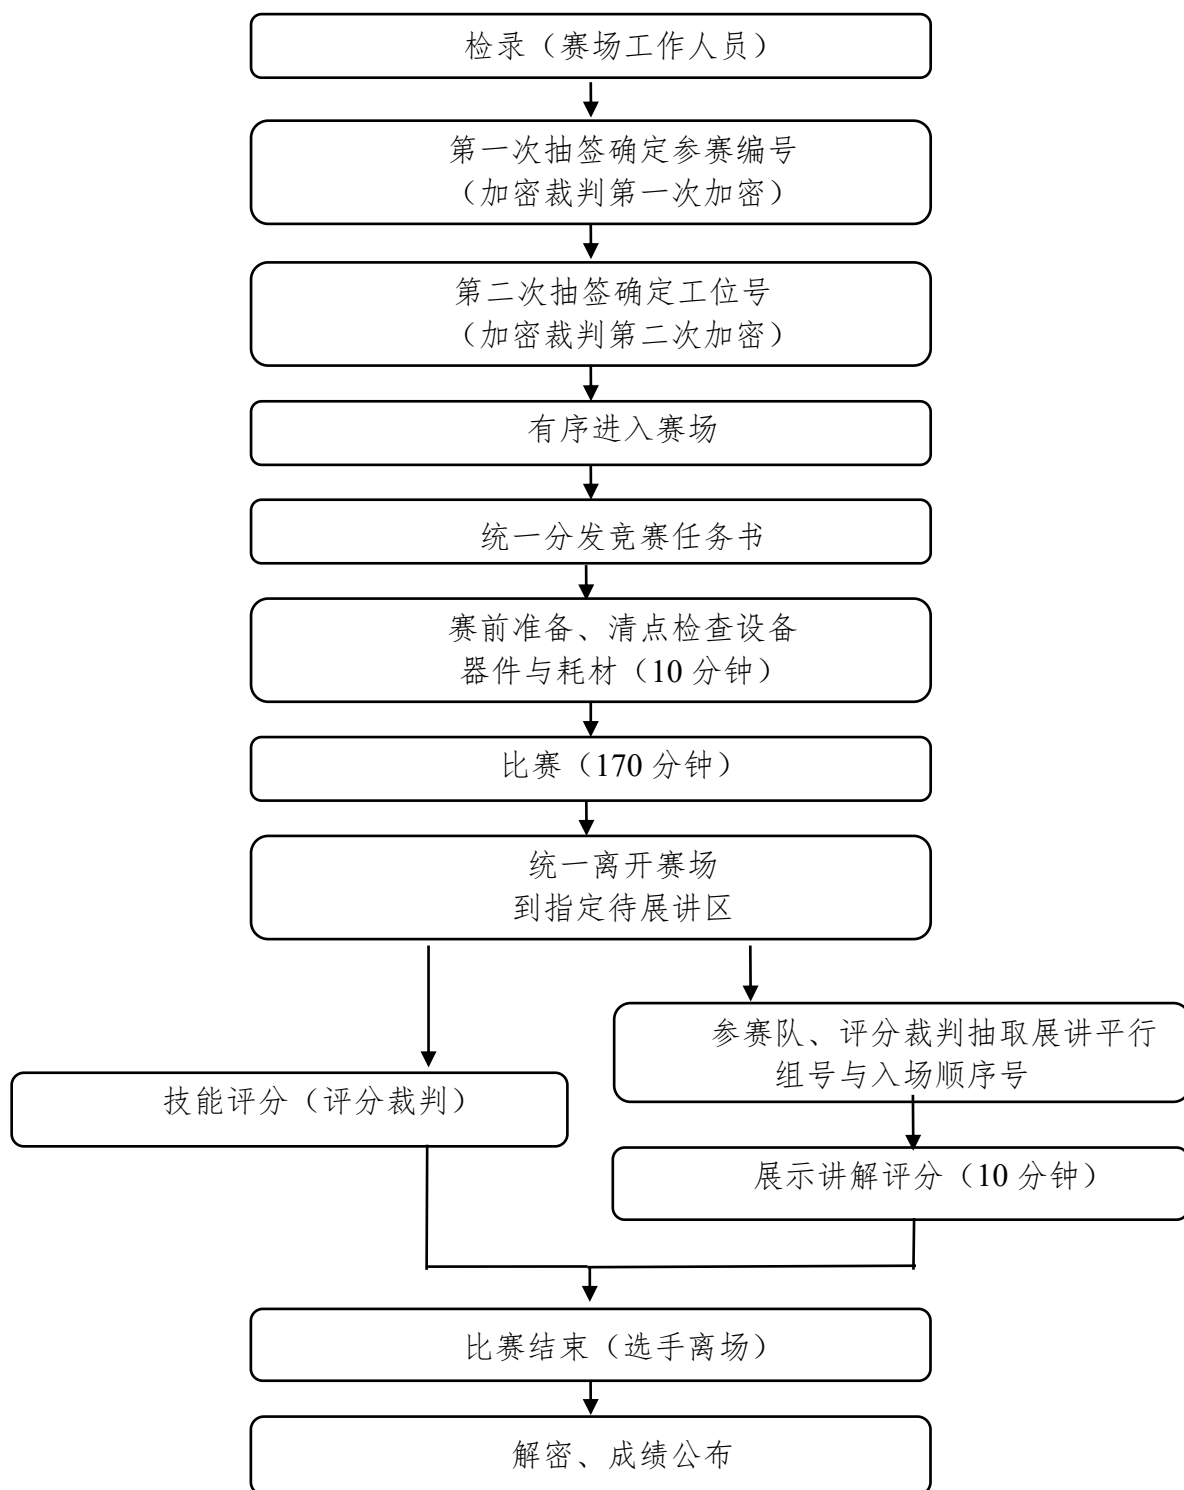 检录（赛场工作人员）
第一次抽签确定参赛编号
（加密裁判第一次加密）
第二次抽签确定工位号
（加密裁判第二次加密）
有序进入赛场
统一分发竞赛任务书
赛前准备、清点检查设备
器件与耗材（10 分钟）
比赛（170 分钟）
统一离开赛场
到指定待展讲区
参赛队、评分裁判抽取展讲平行
组号与入场顺序号
技能评分（评分裁判）
展示讲解评分（10 分钟）
比赛结束（选手离场）
解密、成绩公布